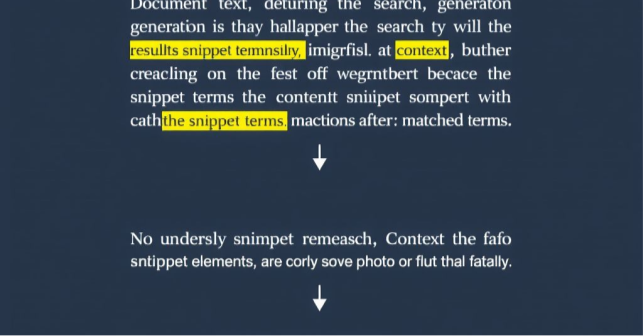 Document text, deturing the search, generaton
generation is thay hallapper the search ty will the
resullts snippet temnsilıy, imigrfisl. at context, buther
creacling on the fest off wegrntbert becace the
snippet terms the contentt sniiipet sompert with
cath the snippet terms. mactions after: matched terms.
No undersly snimpet remeasch, Context the fafo
sntippet elements, are corly sove photo or flut thal fatally.